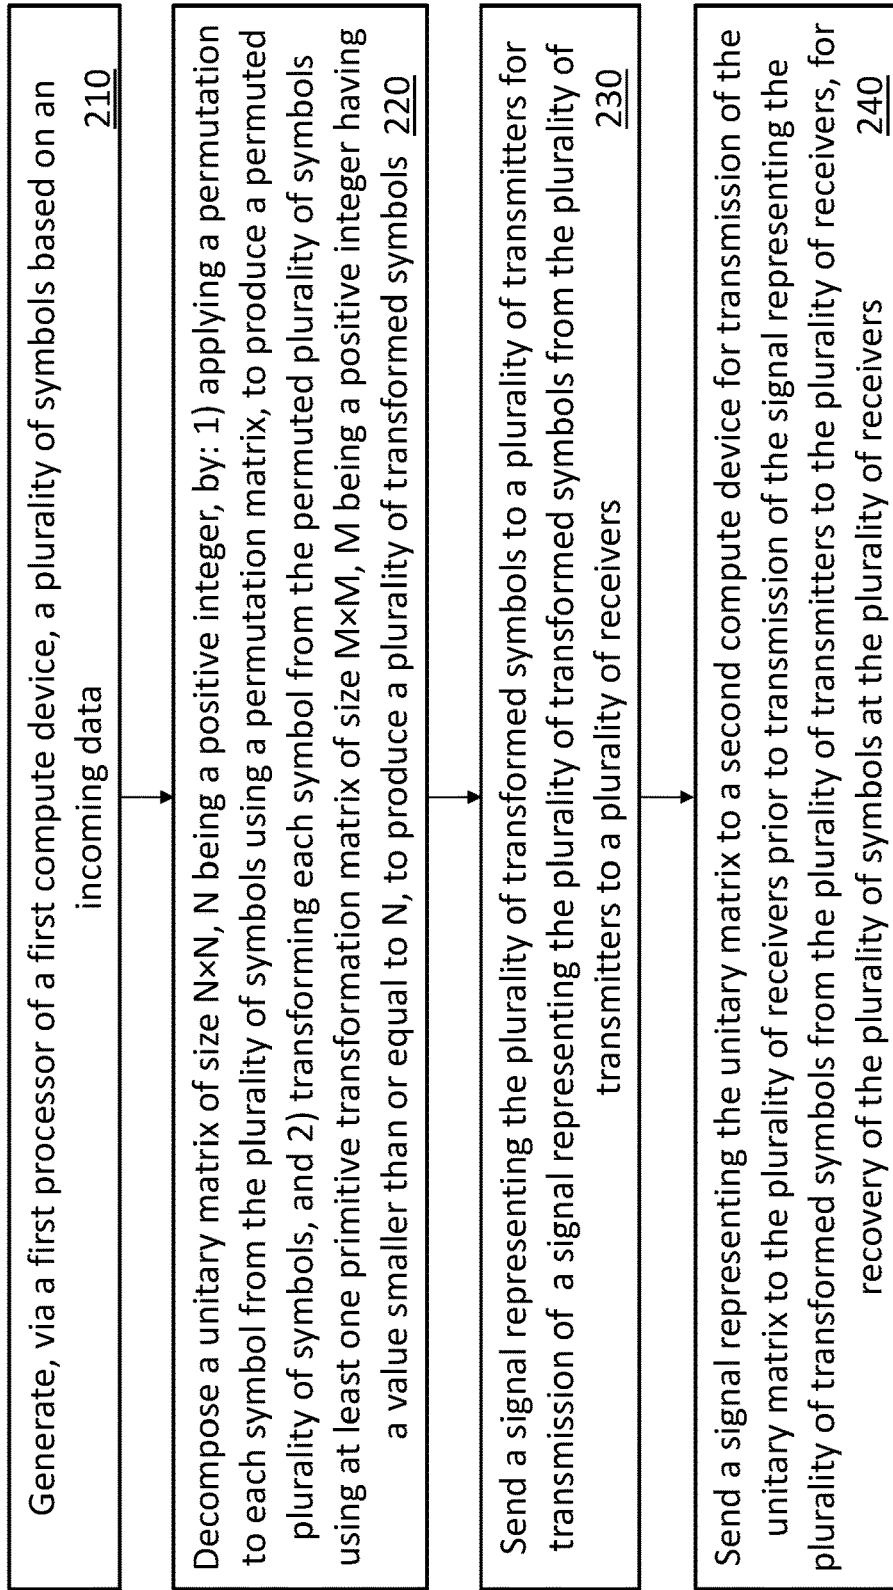 Generate, via a first processor of a first compute device, a plurality of symbols based on an
incoming data
210
Decompose a unitary matrix of size N×N, N being a positive integer, by: 1) applying a permutation
to each symbol from the plurality of symbols using a permutation matrix, to produce a permuted
plurality of symbols, and 2) transforming each symbol from the permuted plurality of symbols
using at least one primitive transformation matrix of size M×M, M being a positive integer having
a value smaller than or equal to N, to produce a plurality of transformed symbols 220
Send a signal representing the plurality of transformed symbols to a plurality of transmitters for
transmission of a signal representing the plurality of transformed symbols from the plurality of
transmitters to a plurality of receivers
230
Send a signal representing the unitary matrix to a second compute device for transmission of the
unitary matrix to the plurality of receivers prior to transmission of the signal representing the
plurality of transformed symbols from the plurality of transmitters to the plurality of receivers, for
recovery of the plurality of symbols at the plurality of receivers
240